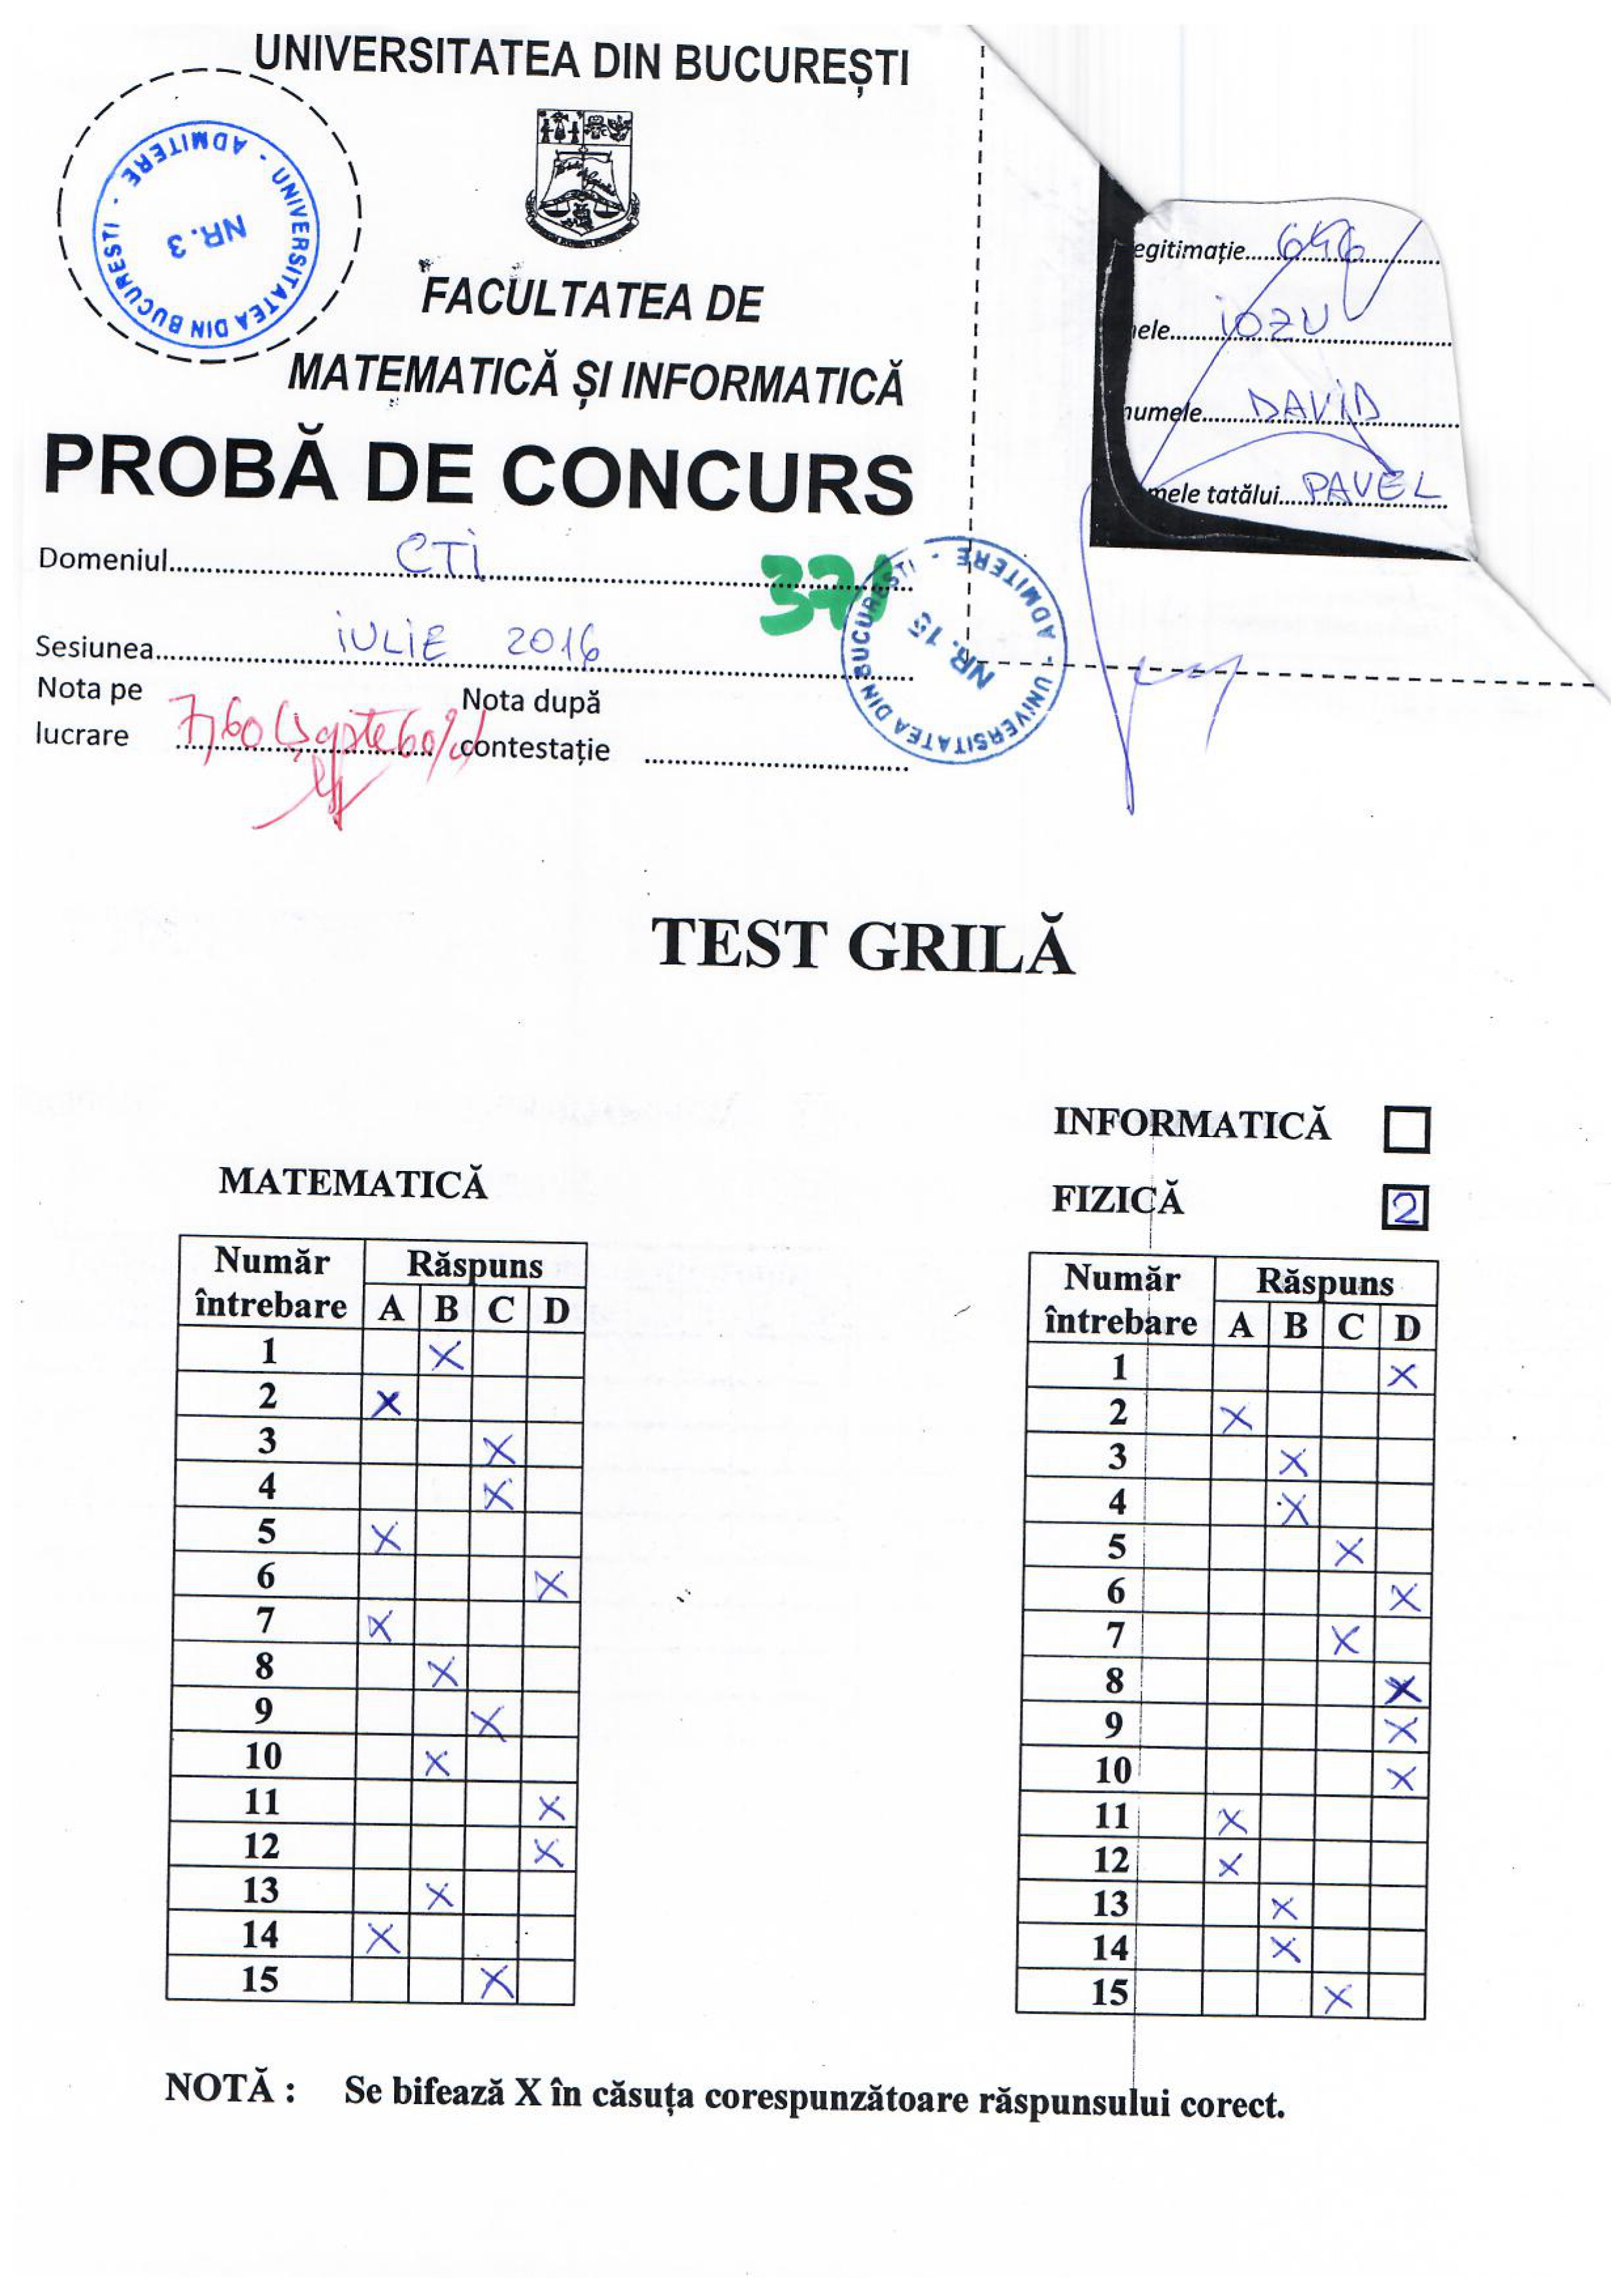 UNIVERSITATEA DIN BUCUREȘTI
UNIVERSITATEA DIN BUCURESTI - ADMITERE -
NR. 3
FACULTATEA DE
MATEMATICĂ ȘI INFORMATICĂ
PROBĂ DE CONCURS
egitimație 646
ele IOZU
numele DAVID
mele tatălui PAVEL
Domeniul CTI
371
Sesiunea IULIE 2016
UNIVERSITATEA DIN BUCURESTI - ADMITERE -
NR. 15
Nota pe lucrare 7,60 (șapte 60%)
Nota după contestație
TEST GRILĂ
INFORMATICĂ
MATEMATICĂ
FIZICĂ 2
Număr întrebare Răspuns
A B C D
1 X
2 X
3 X
4 X
5 X
6 X
7 X
8 X
9 X
10 X
11 X
12 X
13 X
14 X
15 X
Număr întrebare Răspuns
A B C D
1 X
2 X
3 X
4 X
5 X
6 X
7 X
8 X
9 X
10 X
11 X
12 X
13 X
14 X
15 X
NOTĂ : Se bifează X în căsuța corespunzătoare răspunsului corect.